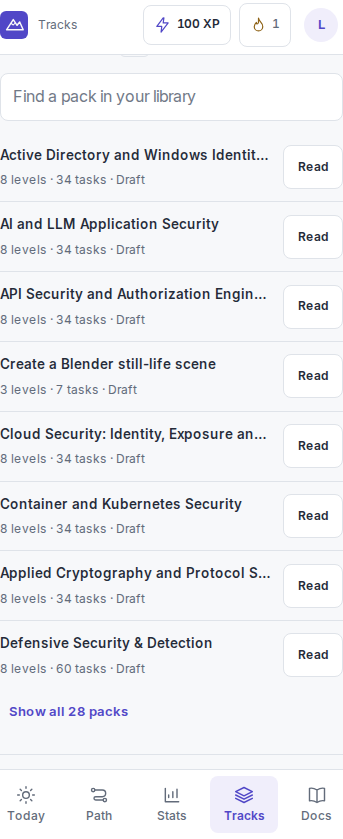 Tracks
100 XP
1
L
Find a pack in your library
Active Directory and Windows Identit...
8 levels · 34 tasks · Draft
Read
AI and LLM Application Security
8 levels · 34 tasks · Draft
Read
API Security and Authorization Engin...
8 levels · 34 tasks · Draft
Read
Create a Blender still-life scene
3 levels · 7 tasks · Draft
Read
Cloud Security: Identity, Exposure an...
8 levels · 34 tasks · Draft
Read
Container and Kubernetes Security
8 levels · 34 tasks · Draft
Read
Applied Cryptography and Protocol S...
8 levels · 34 tasks · Draft
Read
Defensive Security & Detection
8 levels · 60 tasks · Draft
Read
Show all 28 packs
Today
Path
Stats
Tracks
Docs